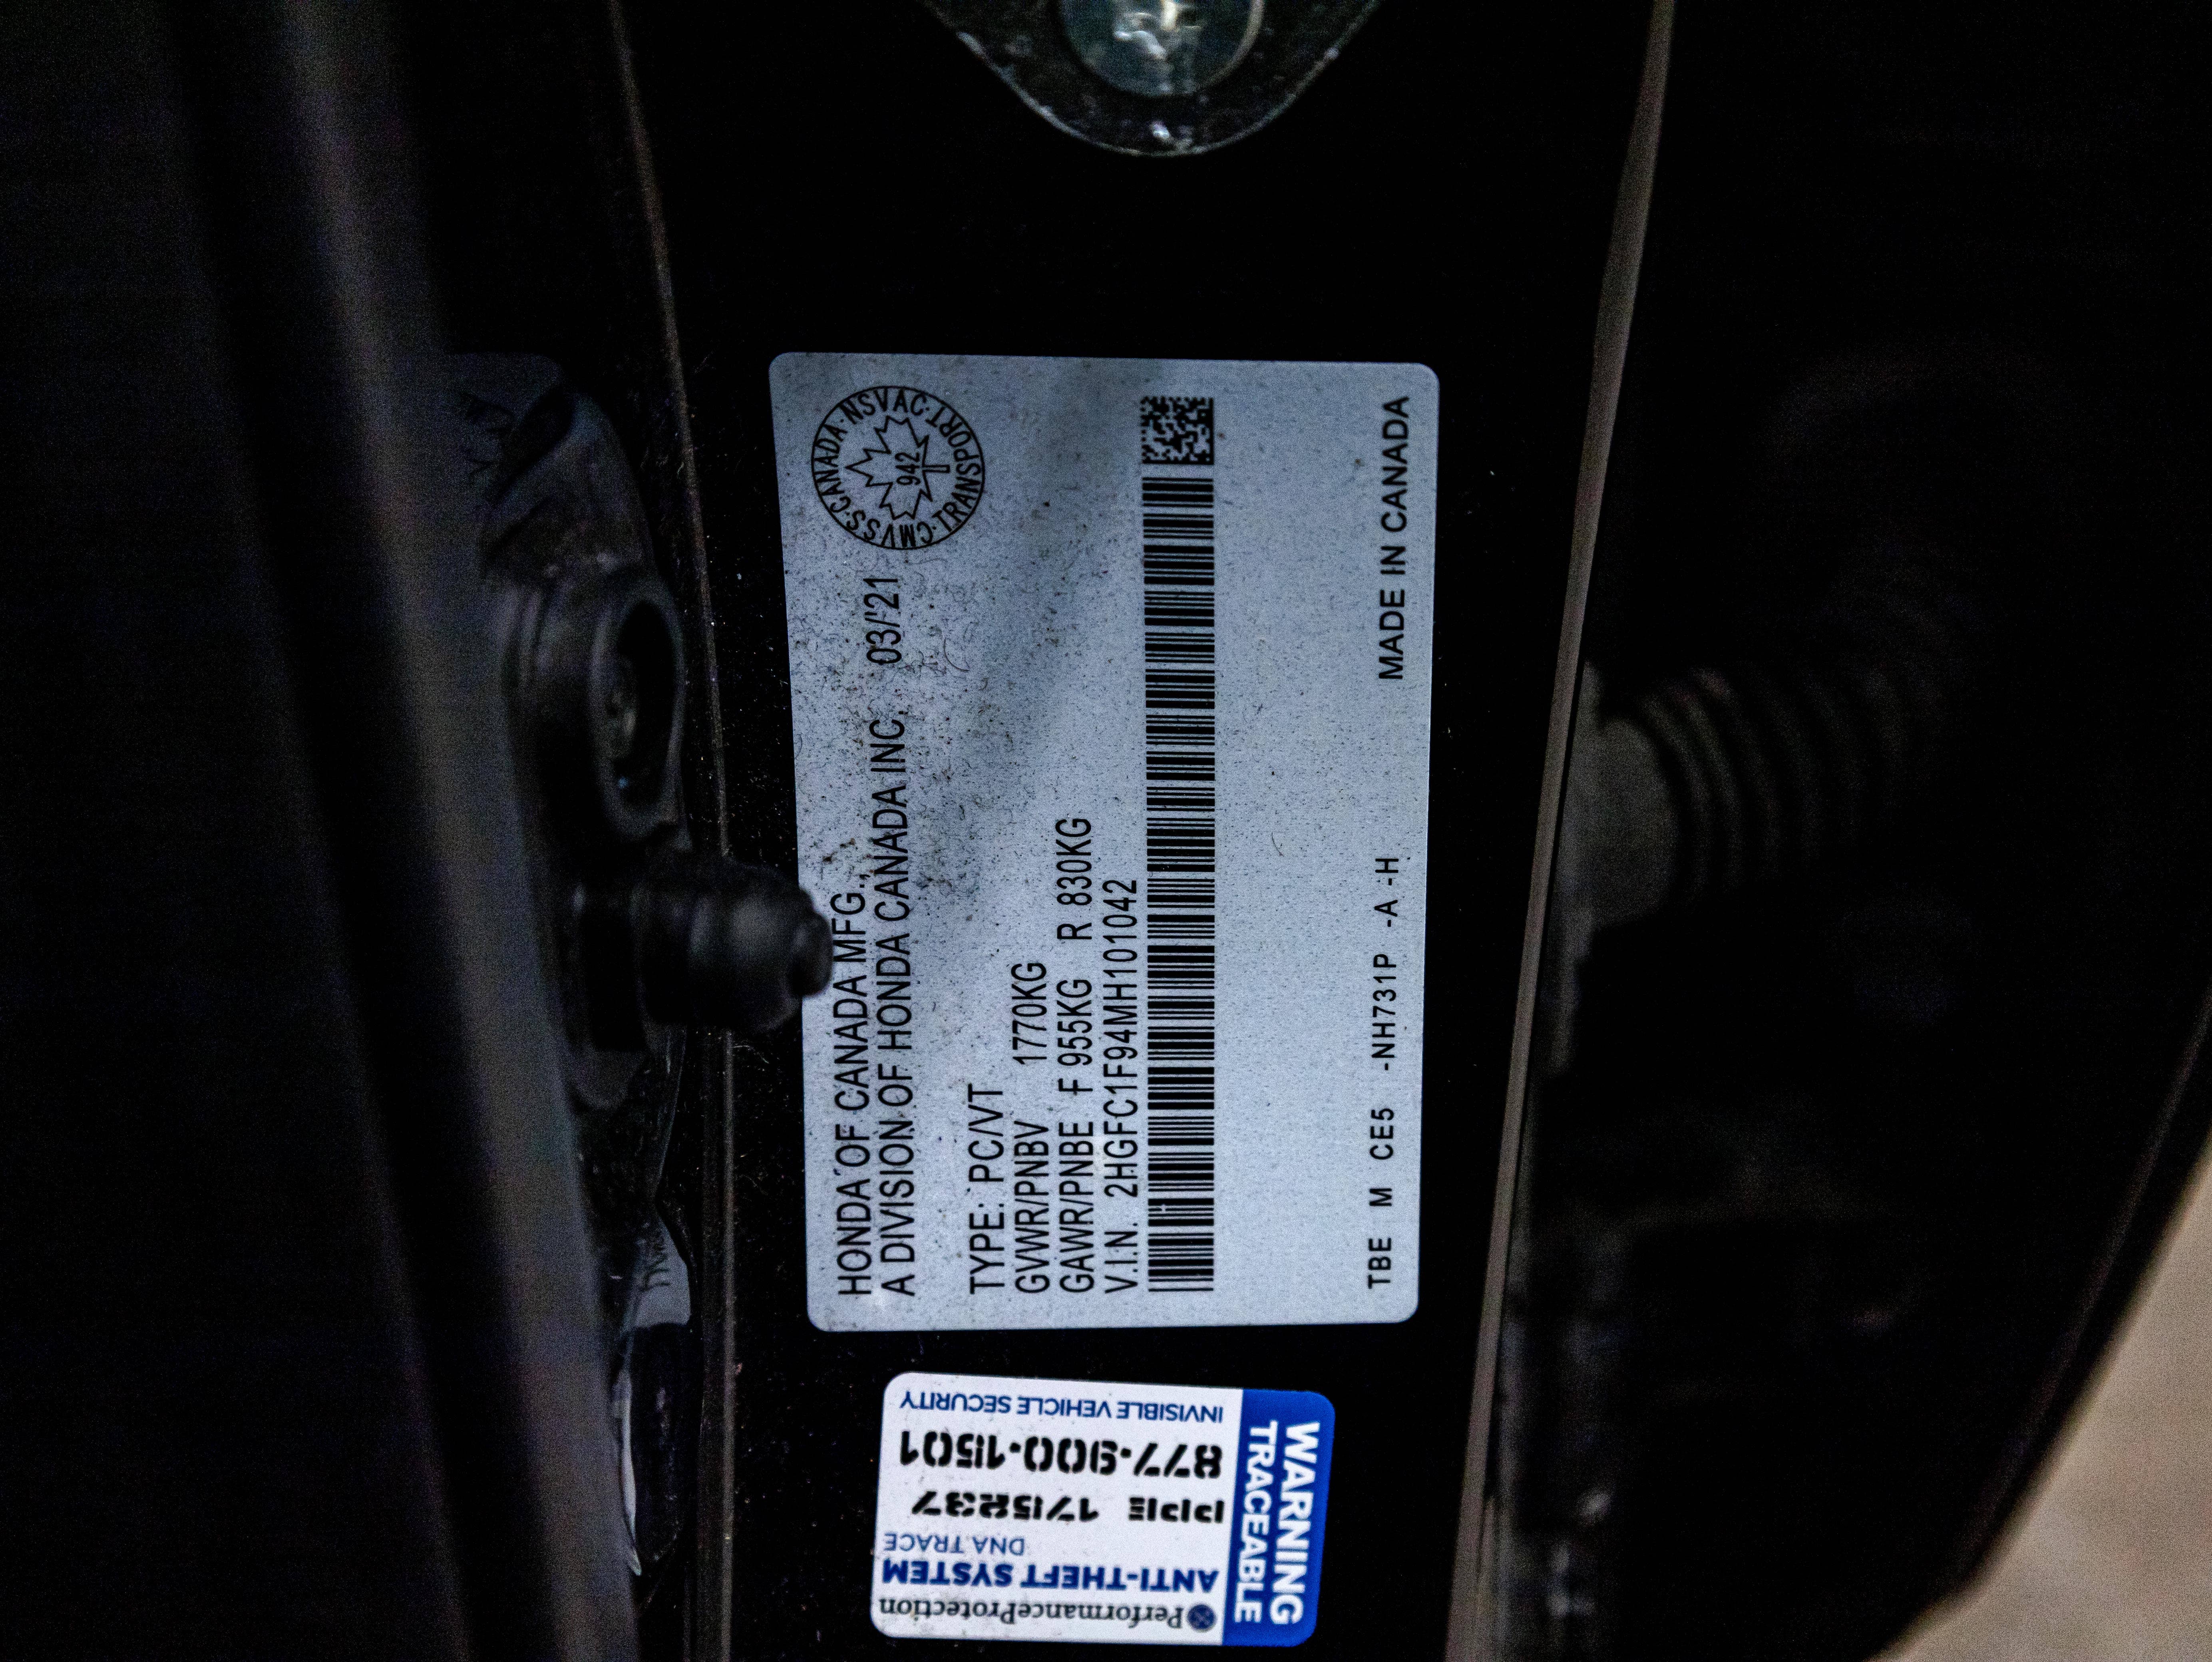 HONDA OF CANADA MFG.
A DIVISION OF HONDA CANADA INC. 03/'21
CMVSS·CANADA·NSVAC·TRANSPORT·
942
TYPE: PC/VT
GVWR/PNBV 1770KG
GAWR/PNBE F 955KG R 830KG
V.I.N. 2HGFC1F94MH101042
MADE IN CANADA
TBE M CE5 -NH731P -A -H
WARNING
TRACEABLE
PerformanceProtection
ANTI-THEFT SYSTEM
DNA TRACE
PPE 175237
877-900-1501
INVISIBLE VEHICLE SECURITY